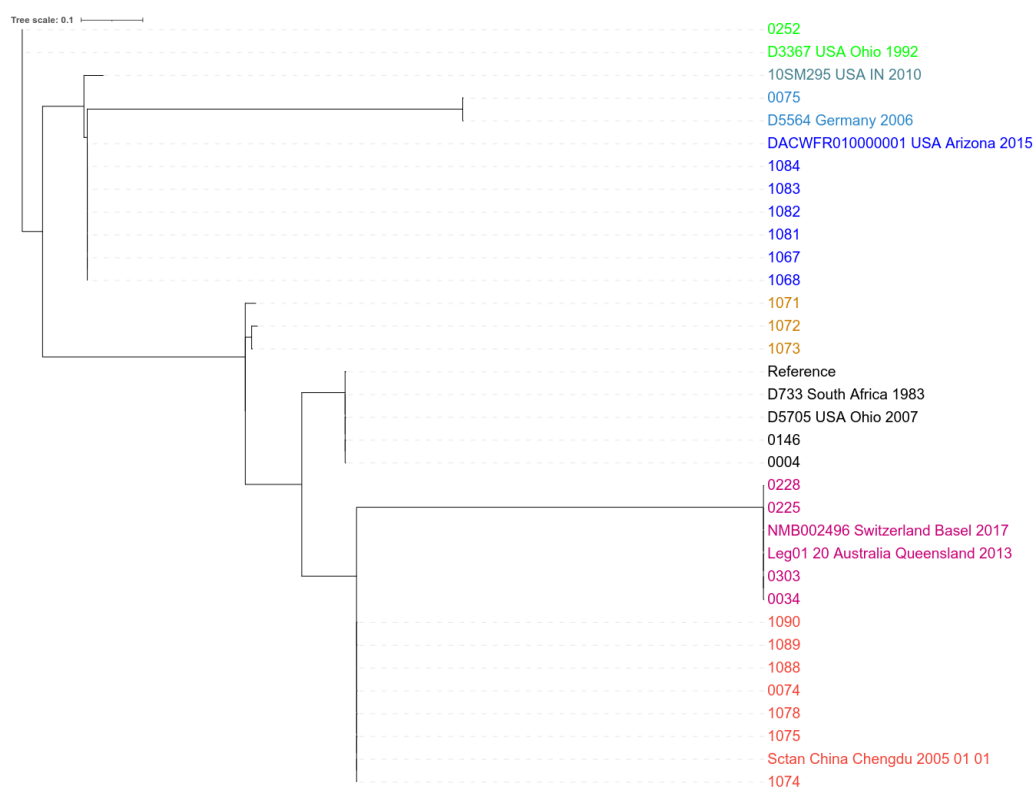 Tree scale: 0.1
0252
D3367 USA Ohio 1992
10SM295 USA IN 2010
0075
D5564 Germany 2006
DACWFR010000001 USA Arizona 2015
1084
1083
1082
1081
1067
1068
1071
1072
1073
Reference
D733 South Africa 1983
D5705 USA Ohio 2007
0146
0004
0228
0225
NMB002496 Switzerland Basel 2017
Leg01 20 Australia Queensland 2013
0303
0034
1090
1089
1088
0074
1078
1075
Sctan China Chengdu 2005 01 01
1074